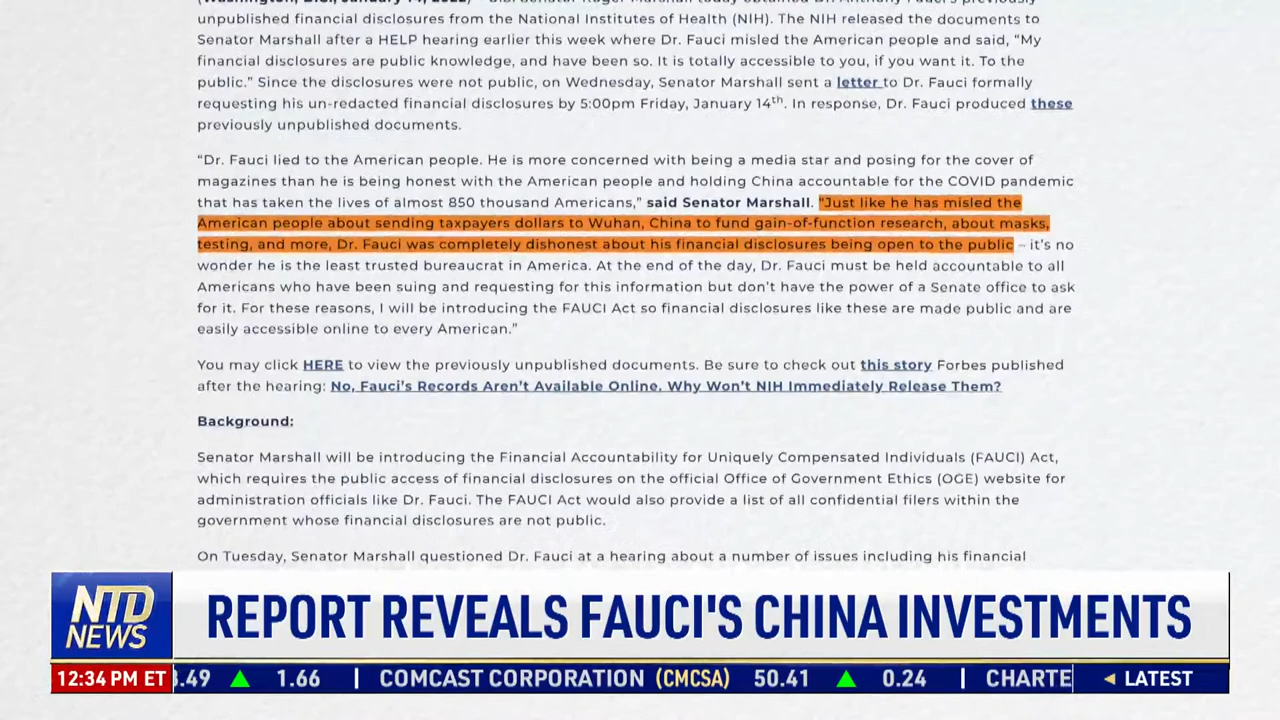 unpublished financial disclosures from the National Institutes of Health (NIH). The NIH released the documents to
Senator Marshall after a HELP hearing earlier this week where Dr. Fauci misled the American people and said, “My
financial disclosures are public knowledge, and have been so. It is totally accessible to you, if you want it. To the
public.” Since the disclosures were not public, on Wednesday, Senator Marshall sent a letter to Dr. Fauci formally
requesting his un-redacted financial disclosures by 5:00pm Friday, January 14th. In response, Dr. Fauci produced these
previously unpublished documents.
“Dr. Fauci lied to the American people. He is more concerned with being a media star and posing for the cover of
magazines than he is being honest with the American people and holding China accountable for the COVID pandemic
that has taken the lives of almost 850 thousand Americans,” said Senator Marshall. “Just like he has misled the
American people about sending taxpayers dollars to Wuhan, China to fund gain-of-function research, about masks,
testing, and more, Dr. Fauci was completely dishonest about his financial disclosures being open to the public – it’s no
wonder he is the least trusted bureaucrat in America. At the end of the day, Dr. Fauci must be held accountable to all
Americans who have been suing and requesting for this information but don’t have the power of a Senate office to ask
for it. For these reasons, I will be introducing the FAUCI Act so financial disclosures like these are made public and are
easily accessible online to every American.”
You may click HERE to view the previously unpublished documents. Be sure to check out this story Forbes published
after the hearing: No, Fauci’s Records Aren’t Available Online. Why Won’t NIH Immediately Release Them?
Background:
Senator Marshall will be introducing the Financial Accountability for Uniquely Compensated Individuals (FAUCI) Act,
which requires the public access of financial disclosures on the official Office of Government Ethics (OGE) website for
administration officials like Dr. Fauci. The FAUCI Act would also provide a list of all confidential filers within the
government whose financial disclosures are not public.
On Tuesday, Senator Marshall questioned Dr. Fauci at a hearing about a number of issues including his financial
NTD
NEWS
REPORT REVEALS FAUCI'S CHINA INVESTMENTS
12:34 PM ET
.49 ▲ 1.66 | COMCAST CORPORATION (CMCSA) 50.41 ▲ 0.24 | CHARTE
◄ LATEST